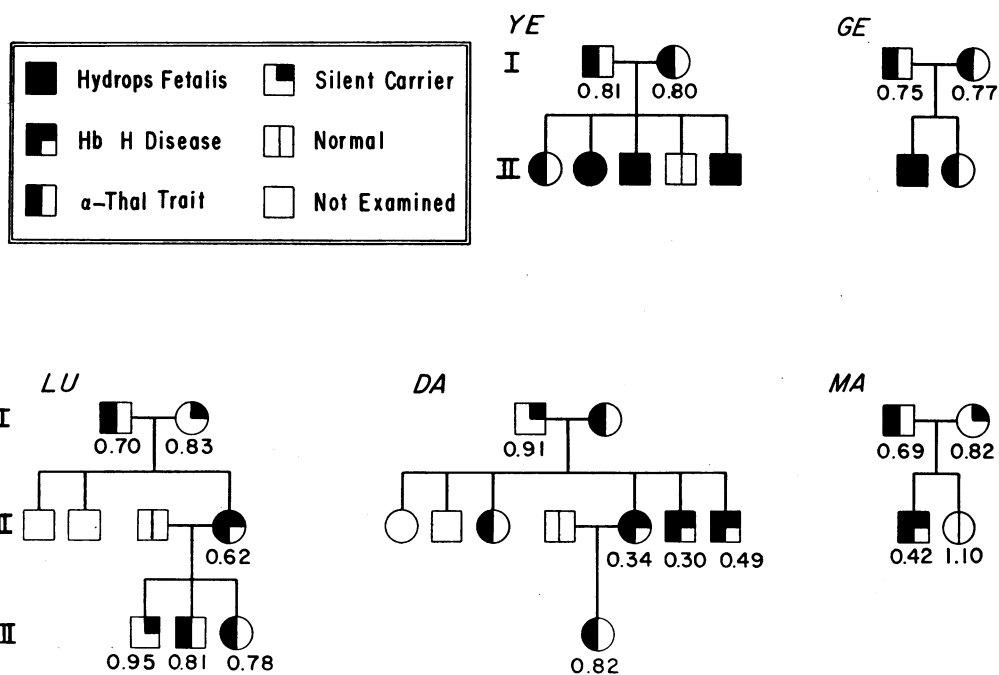 YE
GE
Hydrops Fetalis
Silent Carrier
Hb H Disease
Normal
α-Thal Trait
Not Examined
I
0.81 0.80
0.75 0.77
II
LU
DA
MA
I
0.70 0.83
0.91
0.69 0.82
I
0.62
0.34 0.30 0.49
0.42 1.10
II
0.95 0.81 0.78
0.82